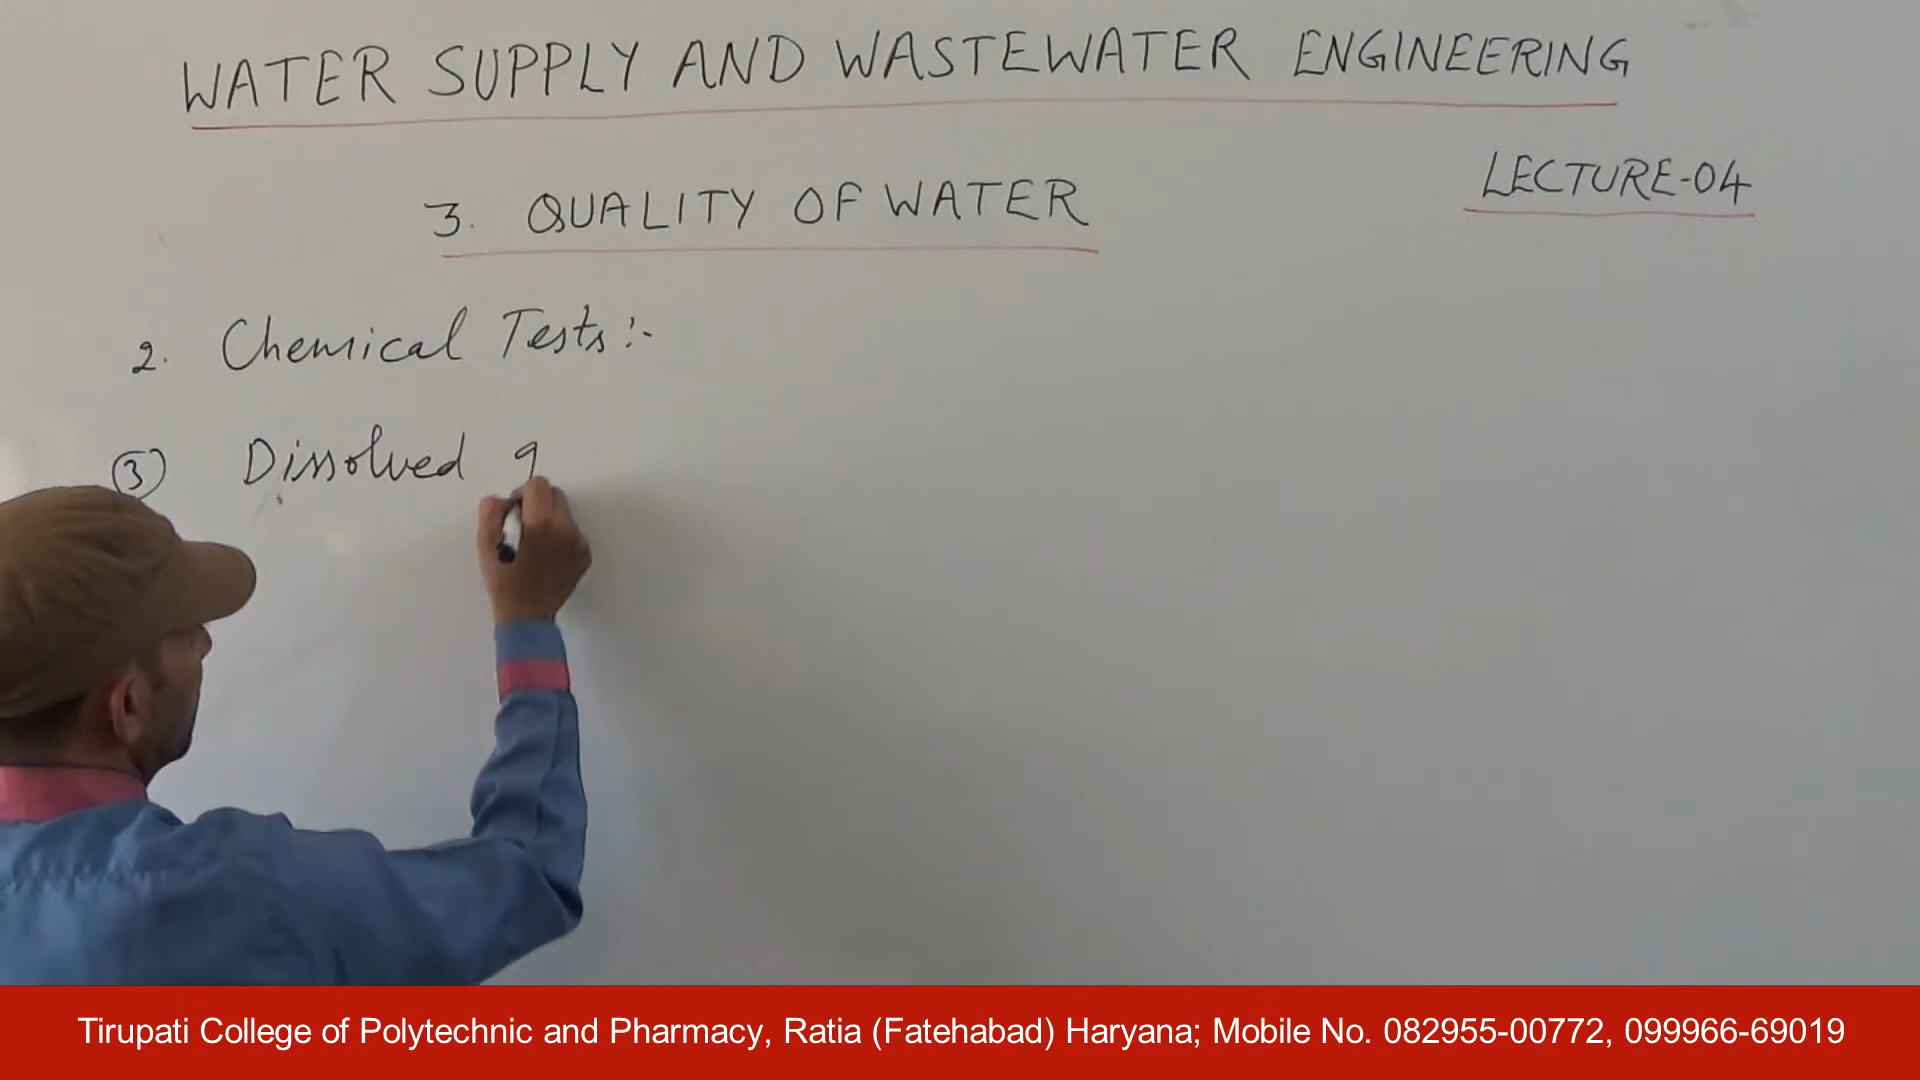 WATER SUPPLY AND WASTEWATER ENGINEERING
LECTURE-04
3. QUALITY OF WATER
2. Chemical Tests:-
③ Dissolved g
Tirupati College of Polytechnic and Pharmacy, Ratia (Fatehabad) Haryana; Mobile No. 082955-00772, 099966-69019